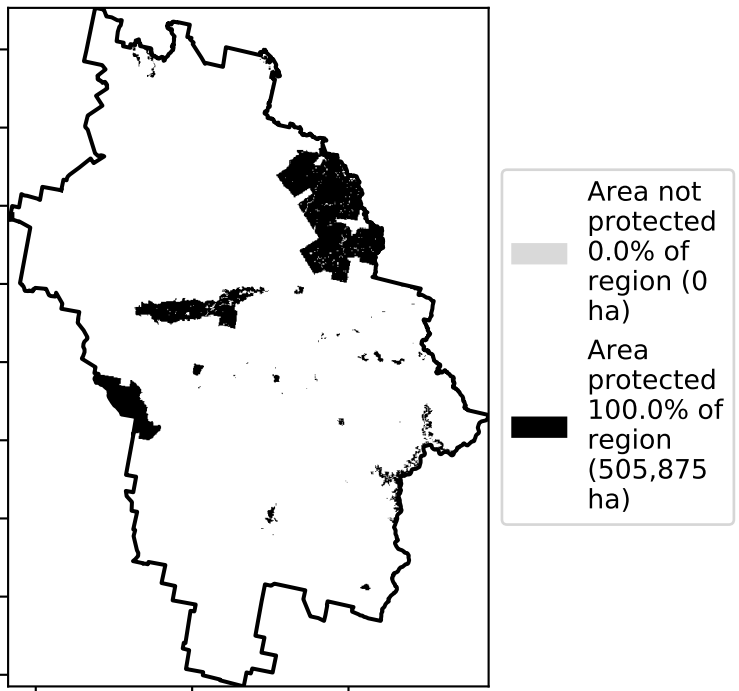 Area not
protected
0.0% of
region (0
ha)
Area
protected
100.0% of
region
(505,875
ha)